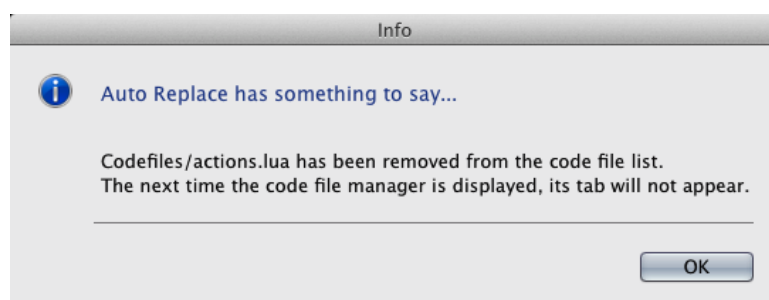 Info
Auto Replace has something to say...
Codefiles/actions.lua has been removed from the code file list.
The next time the code file manager is displayed, its tab will not appear.
OK